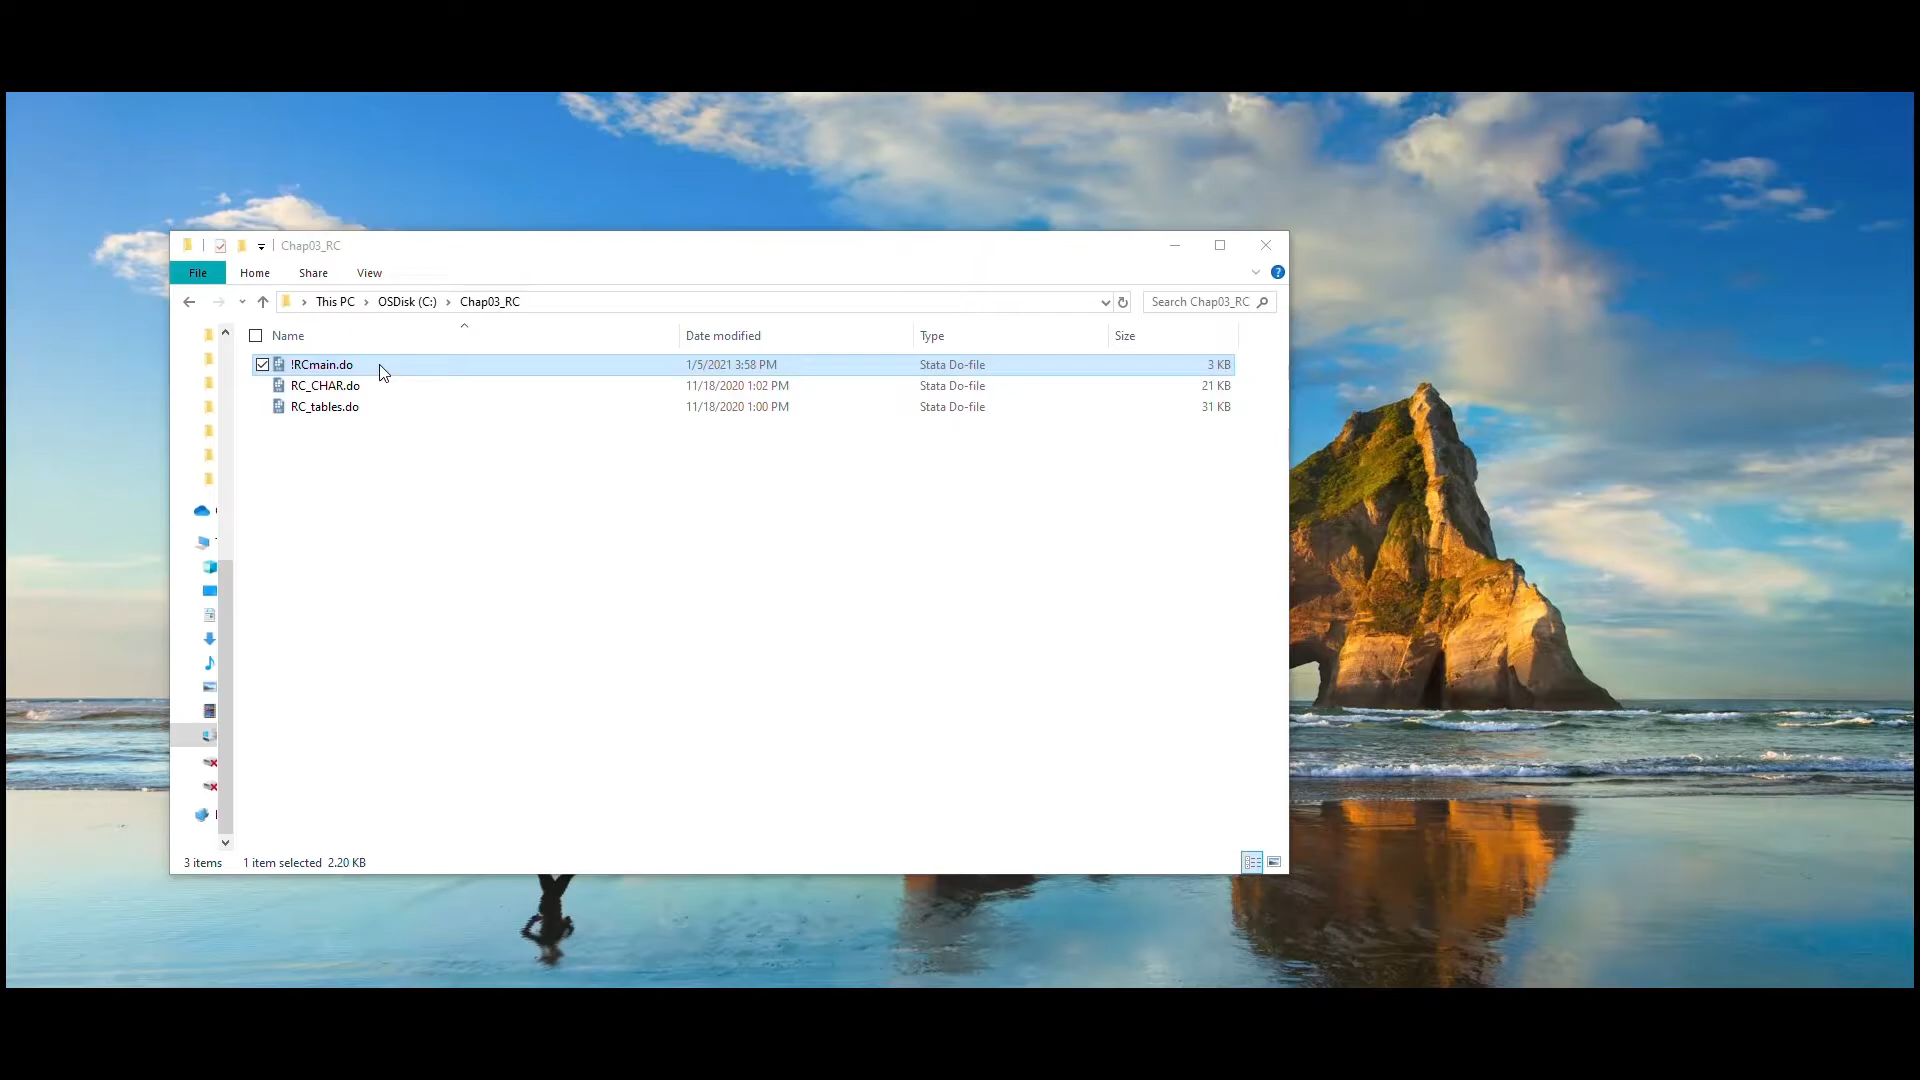 Chap03_RC
File Home Share View
This PC > OSDisk (C:) > Chap03_RC Search Chap03_RC
Name Date modified Type Size
!RCmain.do 1/5/2021 3:58 PM Stata Do-file 3 KB
RC_CHAR.do 11/18/2020 1:02 PM Stata Do-file 21 KB
RC_tables.do 11/18/2020 1:00 PM Stata Do-file 31 KB
3 items 1 item selected 2.20 KB